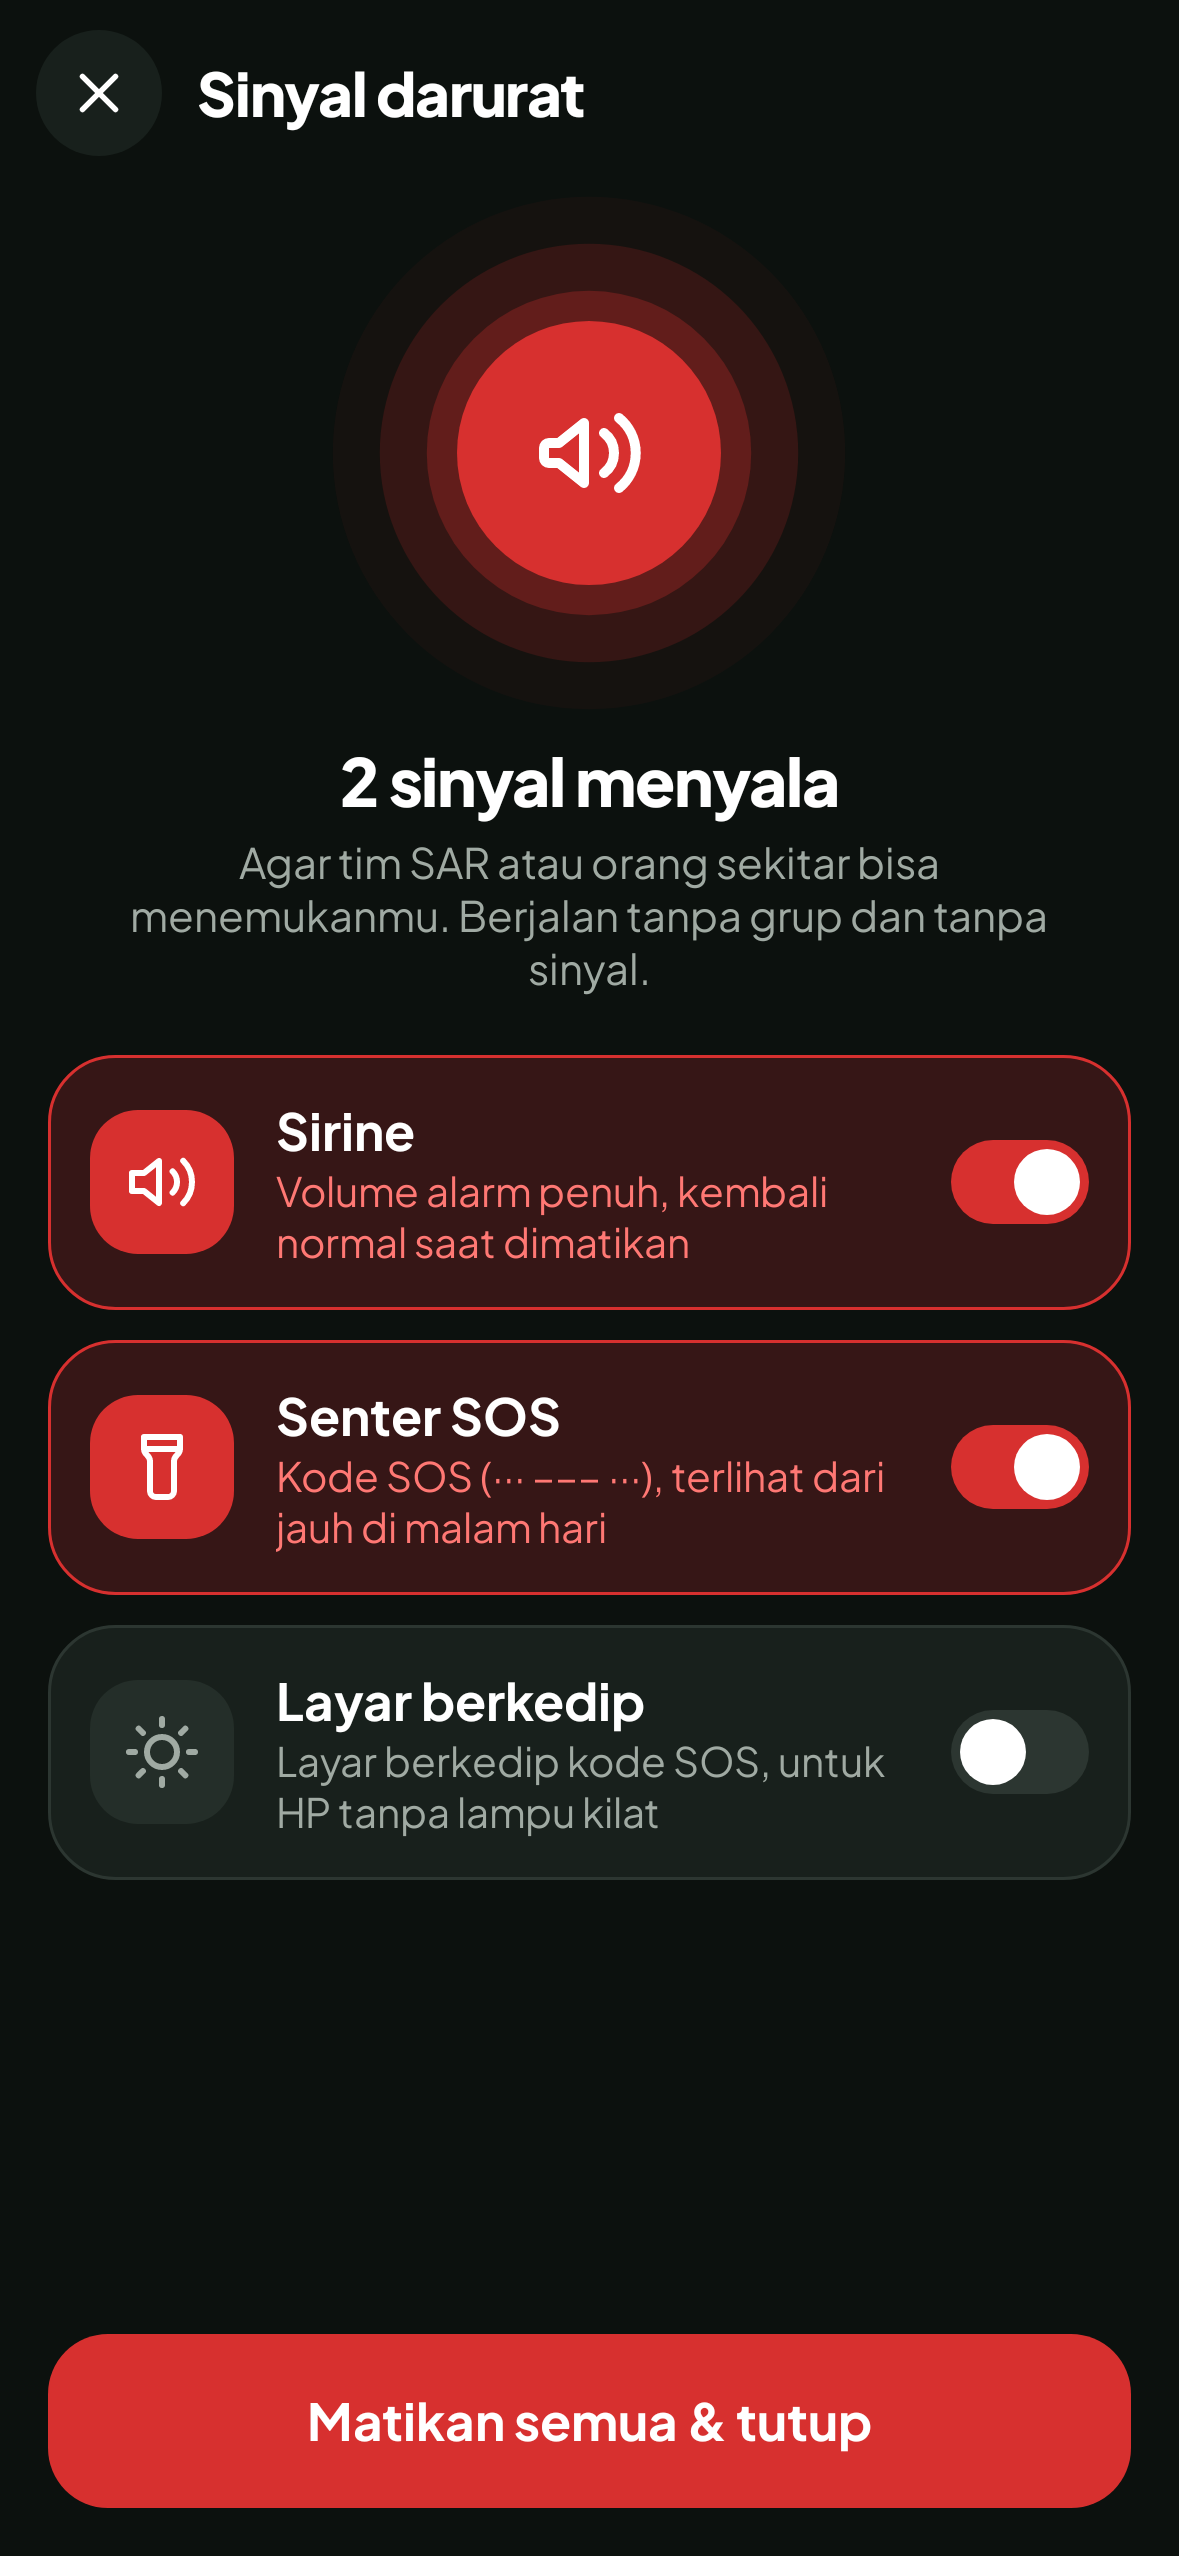 Sinyal darurat
2 sinyal menyala
Agar tim SAR atau orang sekitar bisa
menemukanmu. Berjalan tanpa grup dan tanpa
sinyal.
Sirine
Volume alarm penuh, kembali
normal saat dimatikan
Senter SOS
Kode SOS (··· −−− ···), terlihat dari
jauh di malam hari
Layar berkedip
Layar berkedip kode SOS, untuk
HP tanpa lampu kilat
Matikan semua & tutup